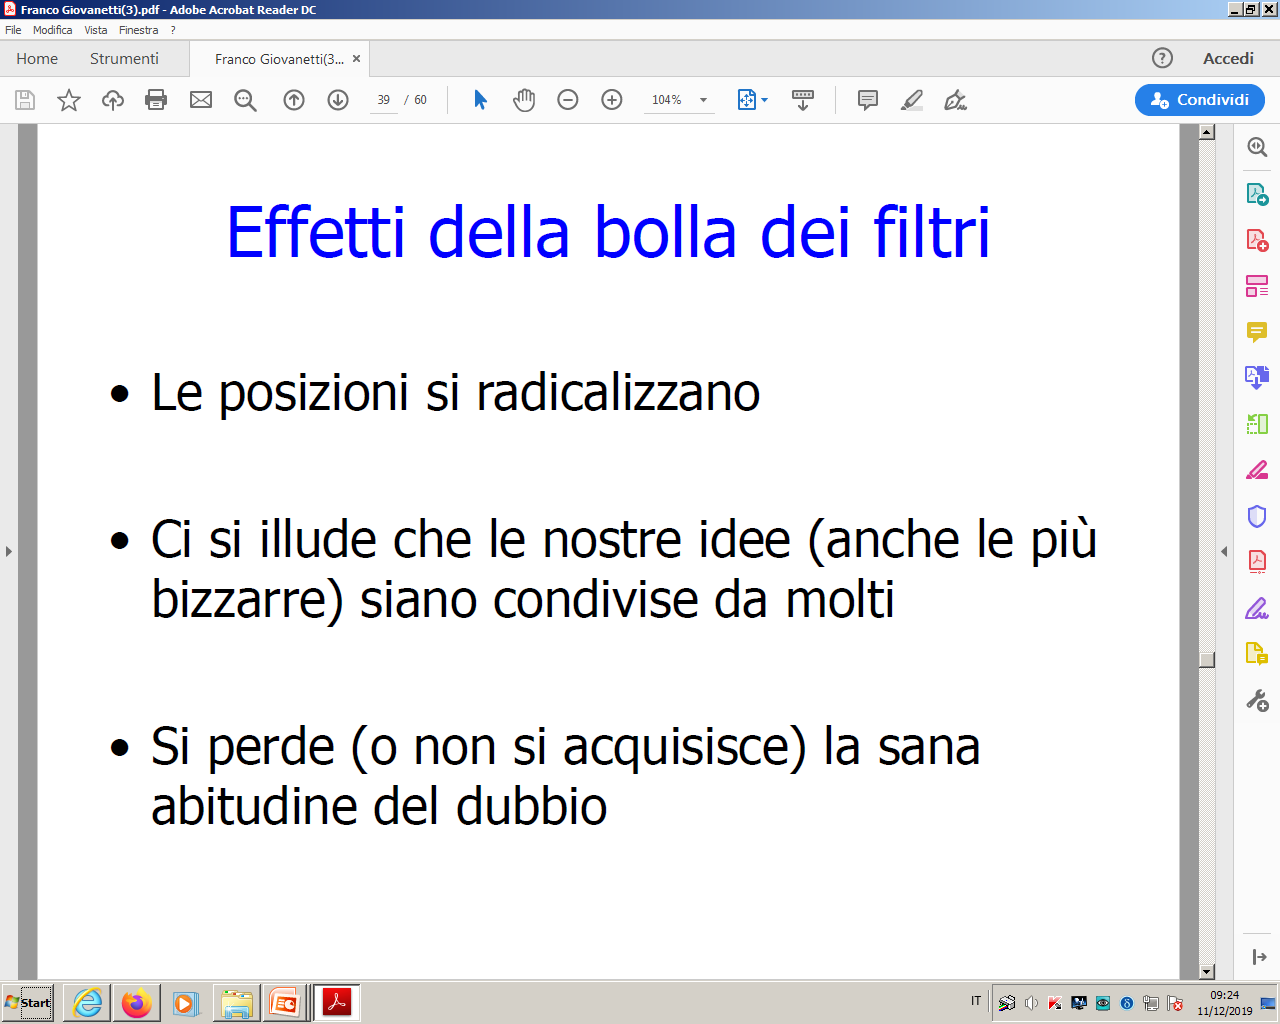 Franco Giovanetti(3).pdf - Adobe Acrobat Reader DC
File Modifica Vista Finestra ?
Home Strumenti Franco Giovanetti(3... × ? Accedi
39 / 60 104% Condividi
Effetti della bolla dei filtri
• Le posizioni si radicalizzano
• Ci si illude che le nostre idee (anche le più
bizzarre) siano condivise da molti
• Si perde (o non si acquisisce) la sana
abitudine del dubbio
Start IT 09:24
11/12/2019